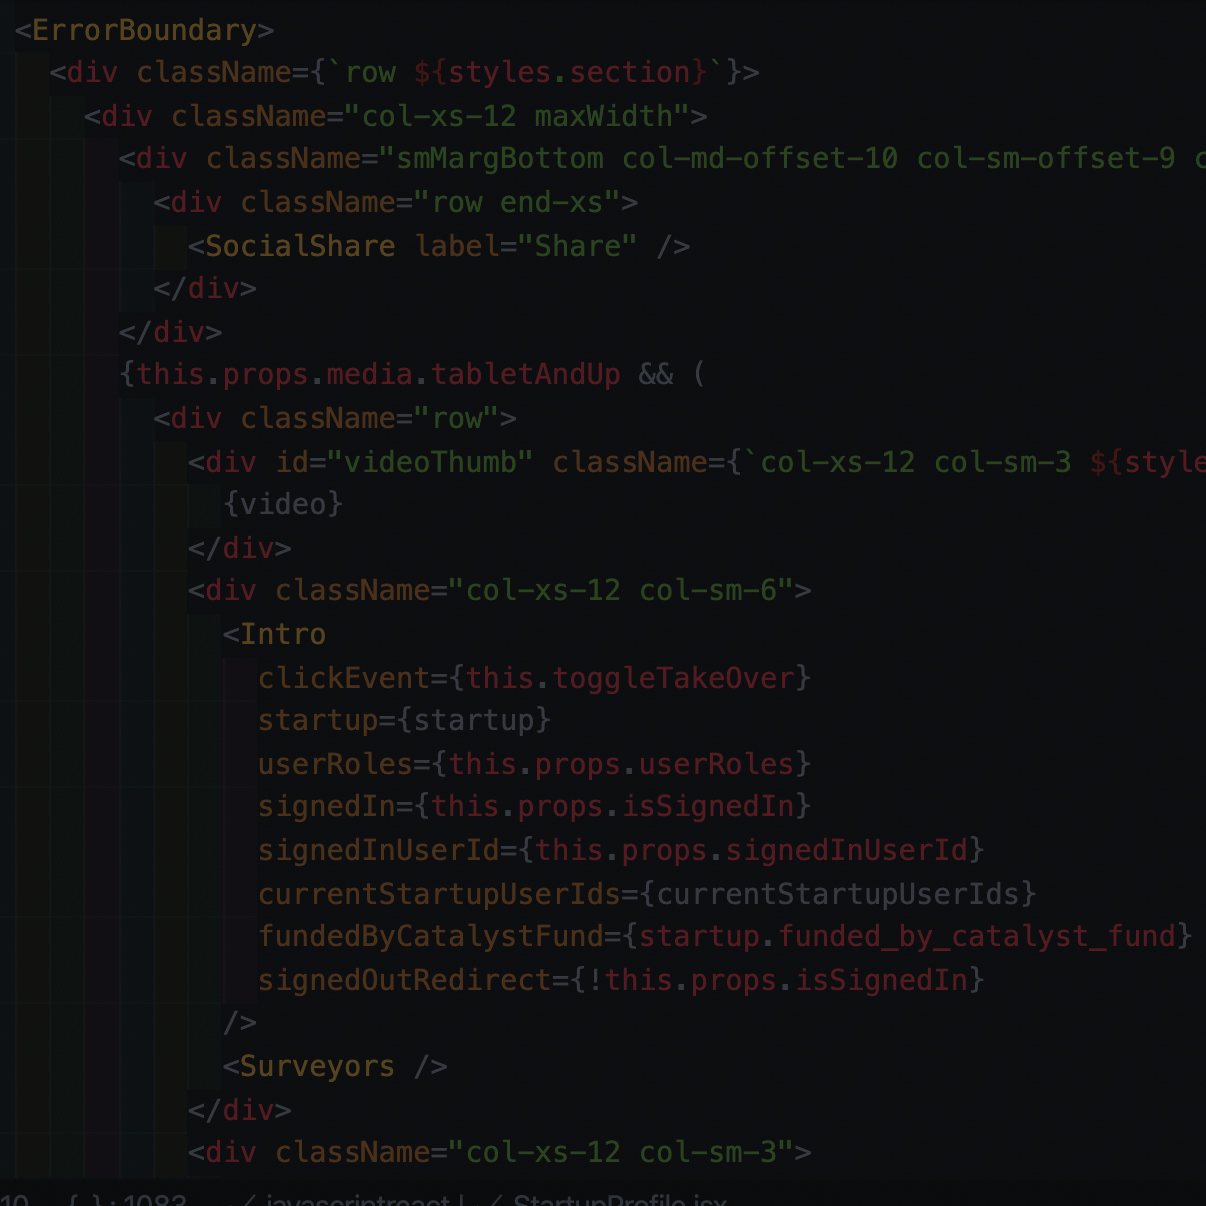 <ErrorBoundary>
<div className={`row ${styles.section}`}>
<div className="col-xs-12 maxWidth">
<div className="smMargBottom col-md-offset-10 col-sm-offset-9 c
<div className="row end-xs">
<SocialShare label="Share" />
</div>
</div>
{this.props.media.tabletAndUp && (
<div className="row">
<div id="videoThumb" className={`col-xs-12 col-sm-3 ${style
{video}
</div>
<div className="col-xs-12 col-sm-6">
<Intro
clickEvent={this.toggleTakeOver}
startup={startup}
userRoles={this.props.userRoles}
signedIn={this.props.isSignedIn}
signedInUserId={this.props.signedInUserId}
currentStartupUserIds={currentStartupUserIds}
fundedByCatalystFund={startup.funded_by_catalyst_fund}
signedOutRedirect={!this.props.isSignedIn}
/>
<Surveyors />
</div>
<div className="col-xs-12 col-sm-3">
10 { }: 1083 ✓ javascriptreact | ✓ StartupProfile.jsx